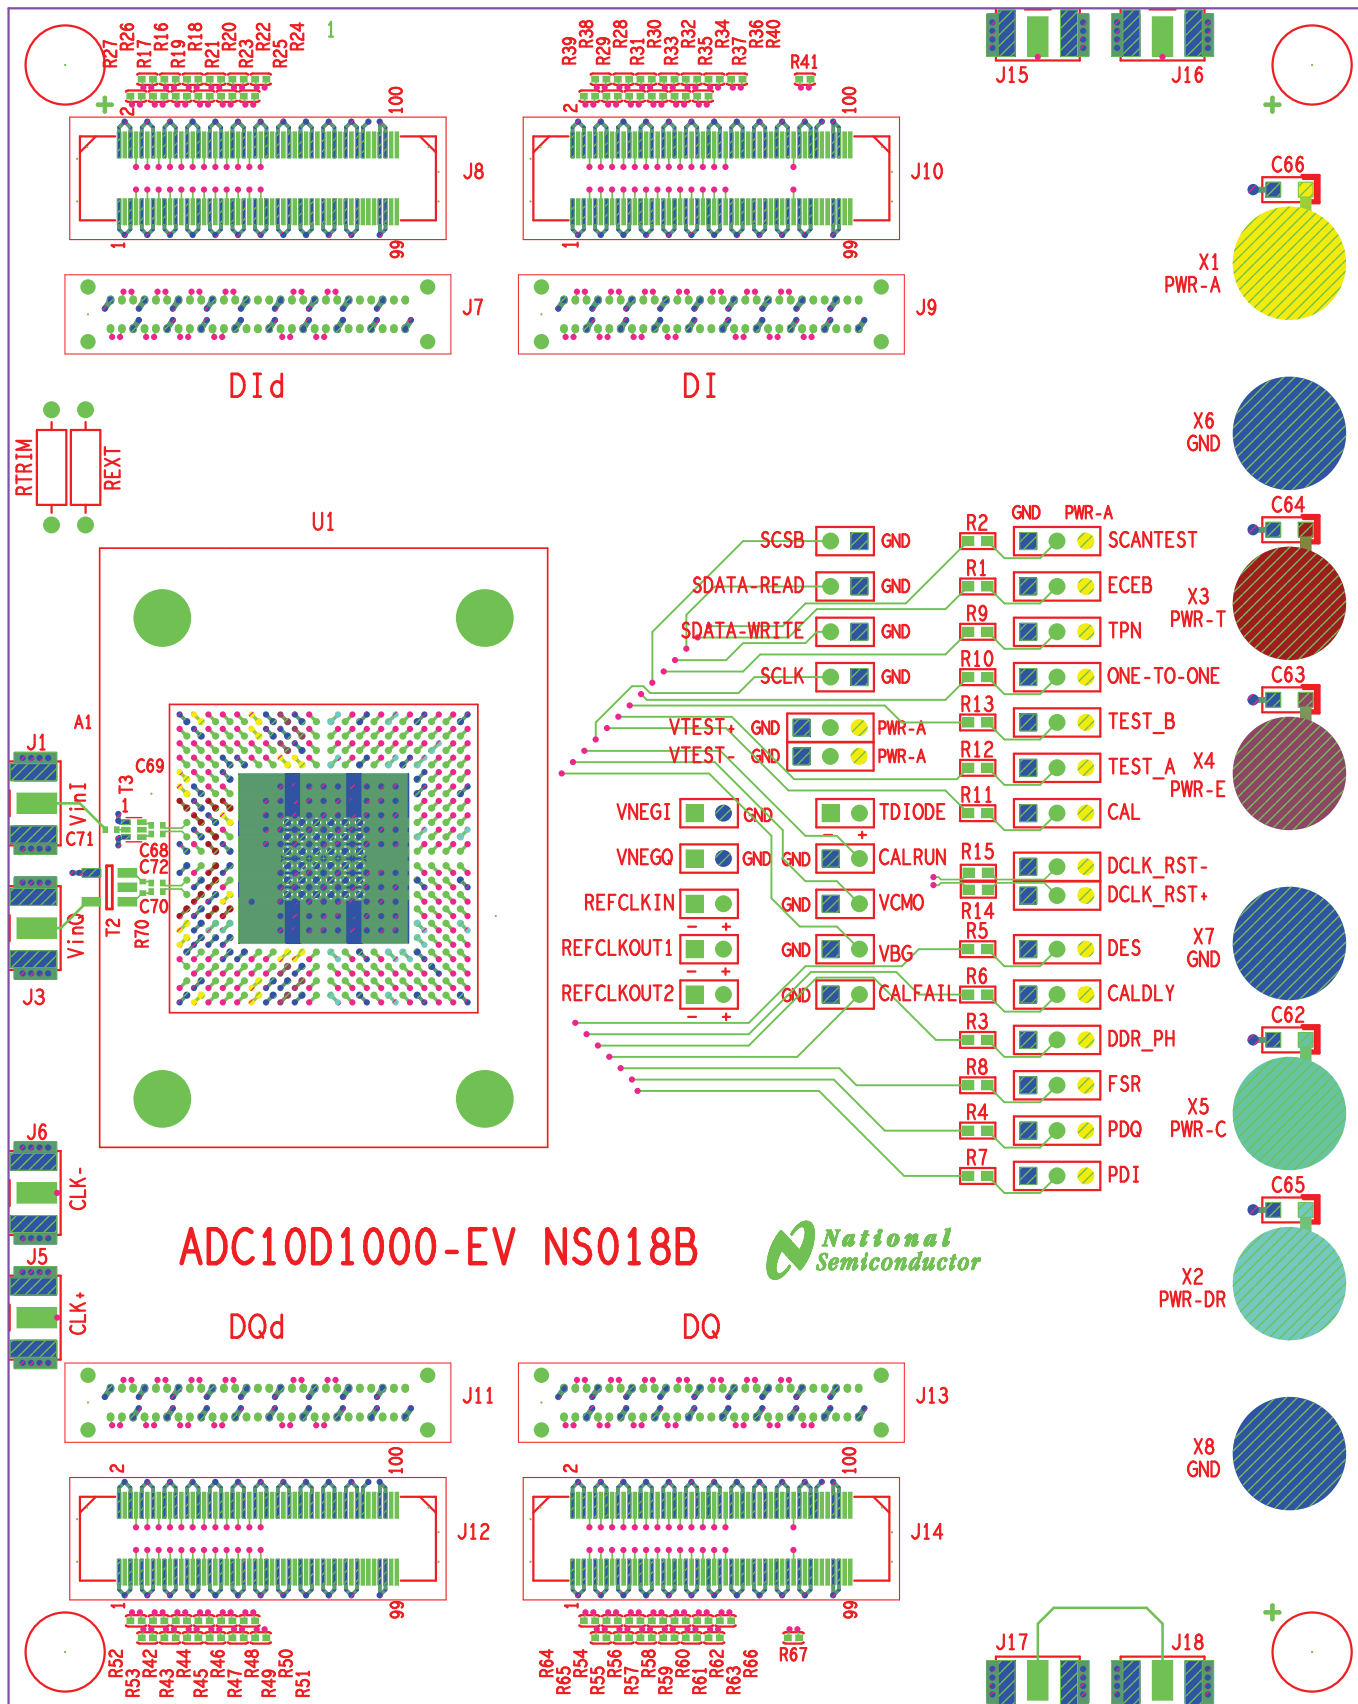 R27
R26
R17
R16
R19
R18
R21
R20
R23
R22
R25
R24
1
R39
R38
R29
R28
R31
R30
R33
R32
R35
R34
R37
R36
R40
R41
J15
J16
+
+
2
100
2
100
J8
J10
C66
1
99
1
99
X1
PWR-A
J7
J9
DId
DI
X6
GND
RTRIM
REXT
U1
C64
GND PWR-A
SCSB GND R2 SCANTEST
SDATA-READ GND R1 ECEB
X3
PWR-T
SDATA-WRITE GND R9 TPN
SCLK GND R10 ONE-TO-ONE
C63
A1
VTEST+ GND PWR-A R13 TEST_B
VTEST- GND PWR-A R12 TEST_A
X4
PWR-E
J1
VinI
T3
1
C69
C71
C68
C72
C70
VNEGI GND TDIODE R11 CAL
- +
VNEGQ GND GND CALRUN R15 DCLK_RST-
REFCLKIN VCMO R14 DCLK_RST+
- +
VinQ
T2
R70
J3
REFCLKOUT1 GND VBG R5 DES
- +
X7
GND
REFCLKOUT2 GND CALFAIL R6 CALDLY
- +
C62
R3 DDR_PH
R8 FSR
X5
PWR-C
R4 PDQ
R7 PDI
J6
CLK-
C65
ADC10D1000-EV NS018B
National
Semiconductor
J5
CLK+
X2
PWR-DR
DQd
DQ
J11
J13
2
100
2
100
X8
GND
J12
J14
1
99
1
99
+
R52
R53
R42
R43
R44
R45
R46
R47
R48
R49
R50
R51
R64
R65
R54
R55
R56
R57
R58
R59
R60
R61
R62
R63
R66
R67
J17
J18